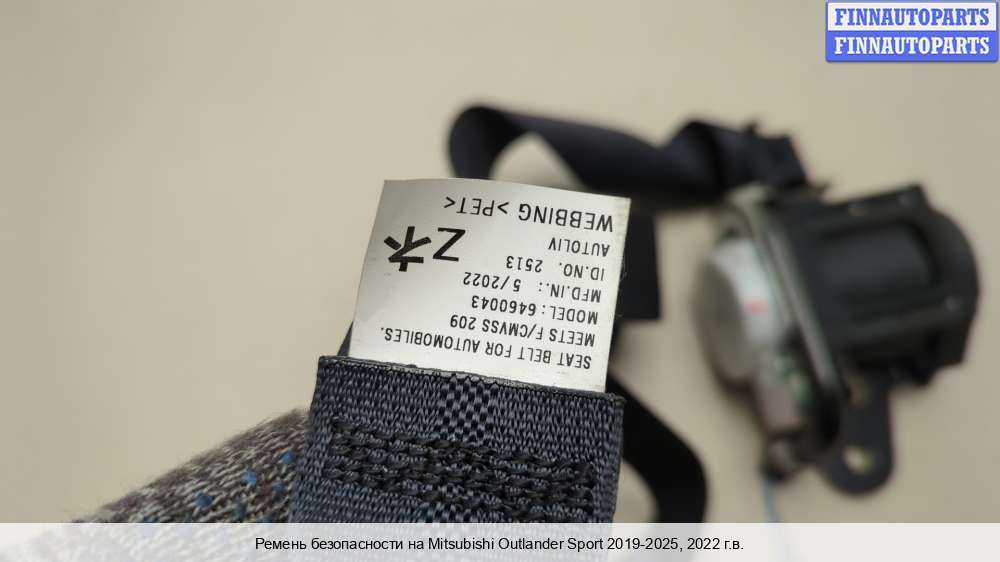 FINNAUTOPARTS
FINNAUTOPARTS
SEAT BELT FOR AUTOMOBILES.
MEETS F/CMVSS 209
MODEL: 6460043
MFD.IN.: 5/2022
ID.NO. 2513
AUTOLIV
Z
WEBBING >PET<
Ремень безопасности на Mitsubishi Outlander Sport 2019-2025, 2022 г.в.